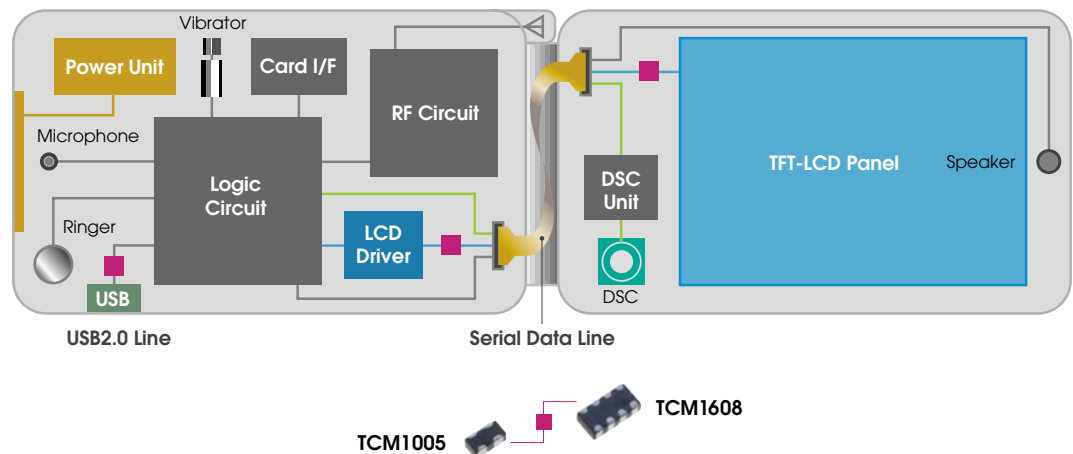 Vibrator
Power Unit
Card I/F
RF Circuit
Microphone
Logic
Circuit
Ringer
LCD
Driver
USB
TFT-LCD Panel
Speaker
DSC
Unit
DSC
USB2.0 Line
Serial Data Line
TCM1608
TCM1005